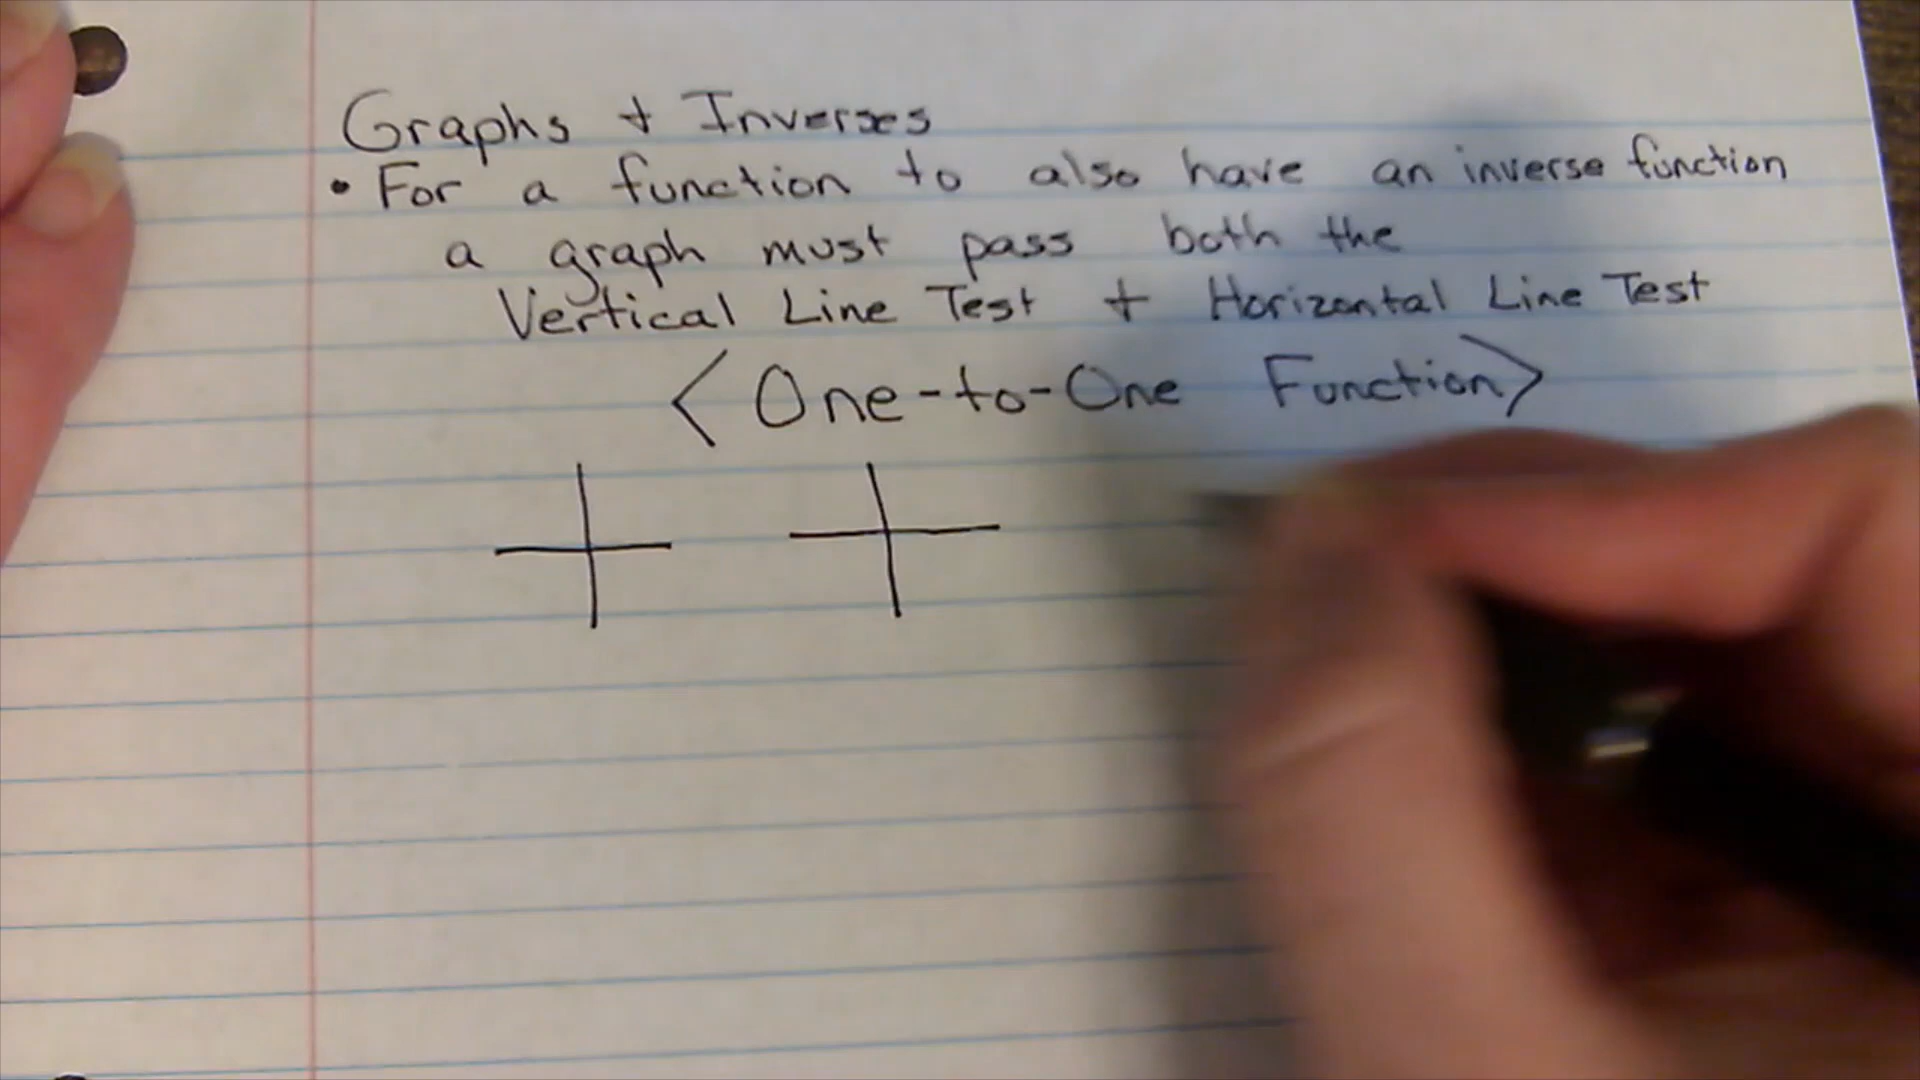 Graphs + Inverses
• For a function to also have an inverse function
a graph must pass both the
Vertical Line Test + Horizontal Line Test
<One-to-One Function>